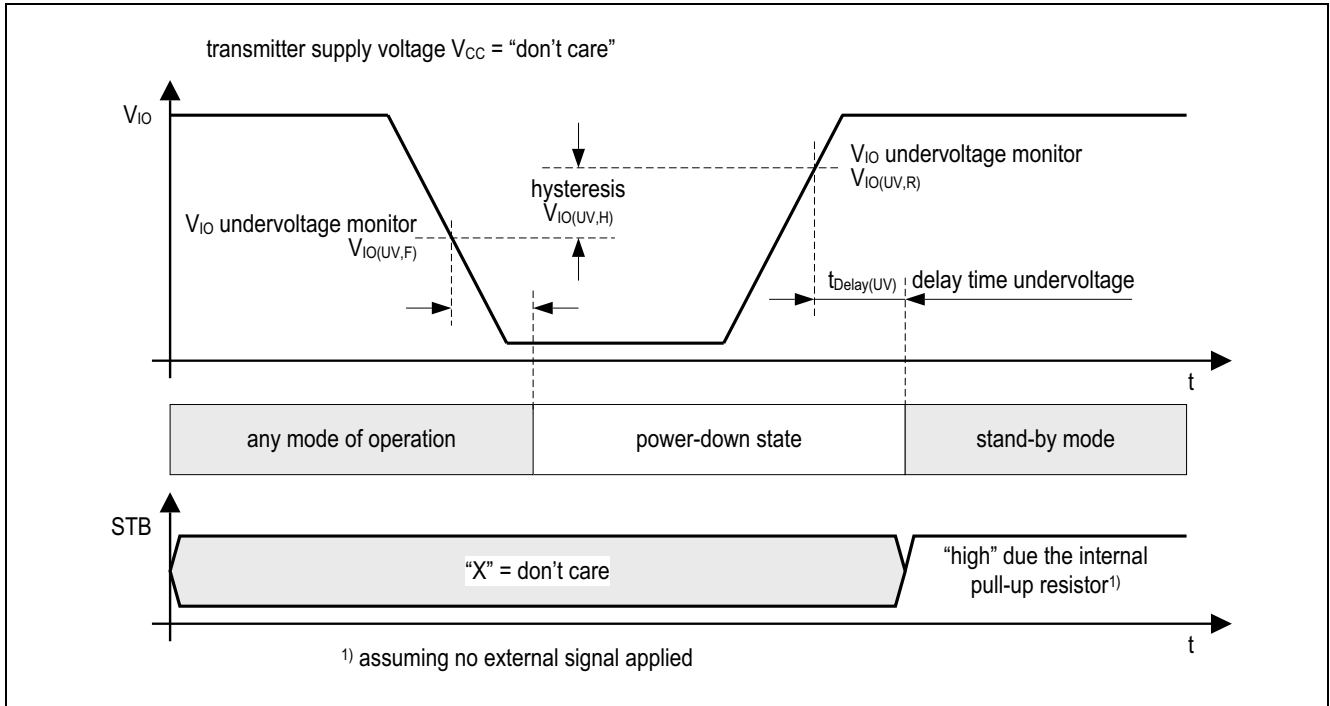 transmitter supply voltage VCC = “don’t care”
VIO
VIO undervoltage monitor
VIO(UV,F)
hysteresis
VIO(UV,H)
VIO undervoltage monitor
VIO(UV,R)
tDelay(UV) delay time undervoltage
t
any mode of operation
power-down state
stand-by mode
STB
“X” = don’t care
“high” due the internal
pull-up resistor1)
t
1) assuming no external signal applied